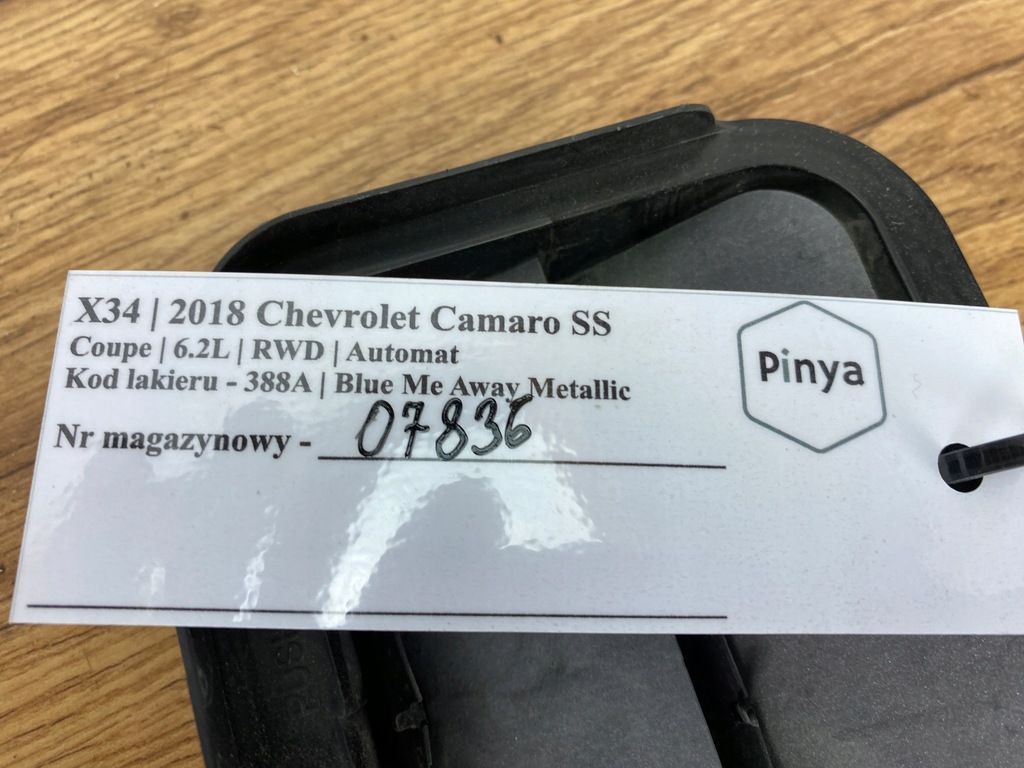 X34 | 2018 Chevrolet Camaro SS
Coupe | 6.2L | RWD | Automat
Kod lakieru - 388A | Blue Me Away Metallic
Nr magazynowy - 07836
Pinya